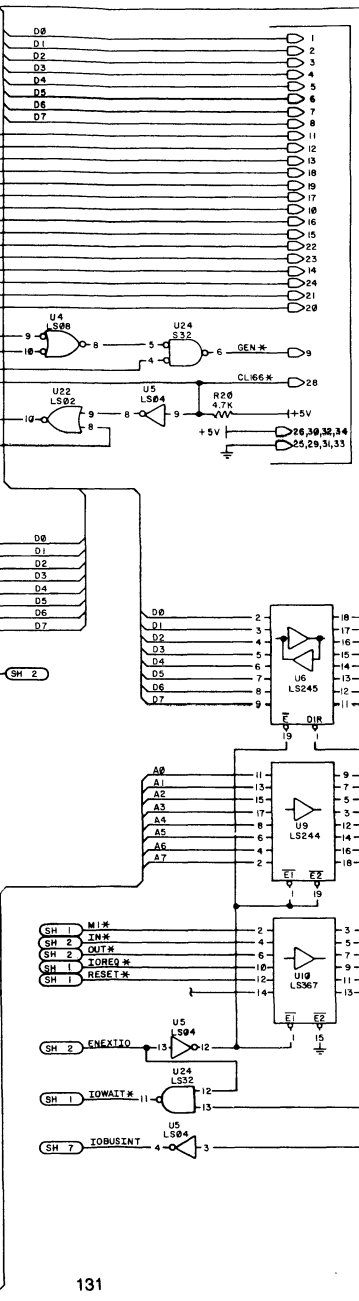 DØ 1
D1 2
D2 3
D3 4
D4 5
D5 6
D6 7
D7 8
11
12
13
18
19
17
10
16
15
22
23
14
24
21
20
U4
LS08
9
10
8
U24
S32
5
4
6 GEN* 9
CL166* 28
U22
LS02
10
9
8
U5
LS04
8 9
R20
4.7K
+5V
+5V 26,30,32,34
25,29,31,33
DØ
D1
D2
D3
D4
D5
D6
D7
SH 2
DØ 2 18
D1 3 17
D2 4 16
D3 5 15
D4 6 14
D5 7 13
D6 8 12
D7 9 11
U6
LS245
E DIR
19 1
AØ 11 9
A1 13 7
A2 15 5
A3 17 3
A4 8 12
A5 6 14
A6 4 16
A7 2 18
U9
LS244
E1 E2
1 19
SH 1 M1* 2 3
SH 2 IN* 4 5
SH 2 OUT* 6 7
SH 1 IOREQ* 10 9
SH 1 RESET* 12 11
14 13
U10
LS367
E1 E2
1 15
SH 2 ENEXTIO
U5
LS04
13 12
U24
LS32
SH 1 IOWAIT* 11
12
13
U5
LS04
SH 7 IOBUSINT 4 3
131